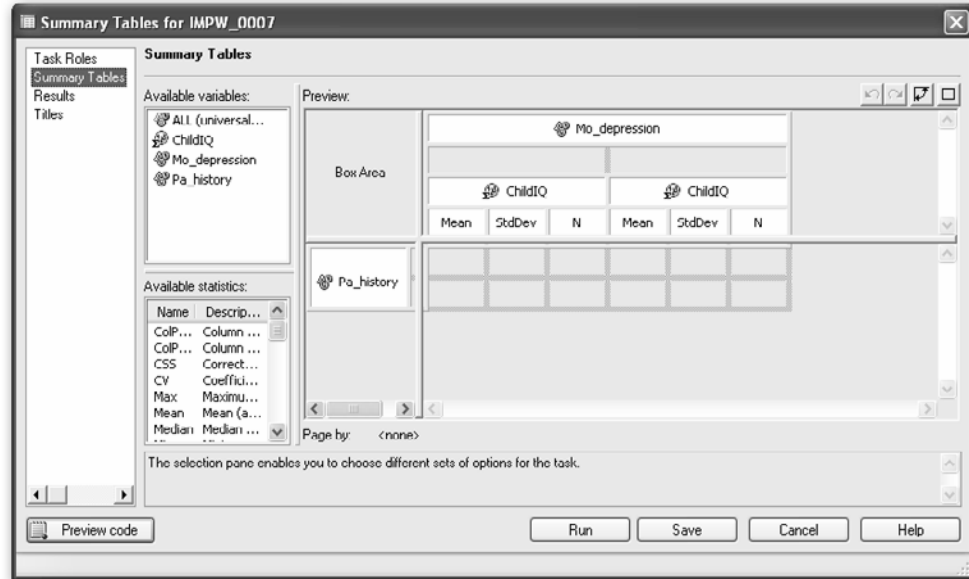 Summary Tables for IMPW_0007
Task Roles
Summary Tables
Results
Titles
Summary Tables
Available variables:
ALL (universal...
ChildIQ
Mo_depression
Pa_history
Available statistics:
Name Descrip...
ColP... Column ...
ColP... Column ...
CSS Correct...
CV Coeffici...
Max Maximu...
Mean Mean (a...
Median Median ...
Preview:
Mo_depression
Box Area
ChildIQ ChildIQ
Mean StdDev N Mean StdDev N
Pa_history
Page by: <none>
The selection pane enables you to choose different sets of options for the task.
Preview code Run Save Cancel Help